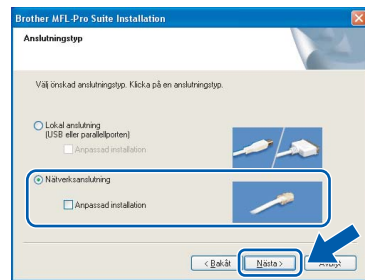 Brother MFL-Pro Suite Installation
Anslutningstyp
Välj önskad anslutningstyp. Klicka på en anslutningstyp.
Lokal anslutning
(USB eller parallellporten)
Anpassad installation
Nätverksanslutning
Anpassad installation
< Bakåt
Nästa >